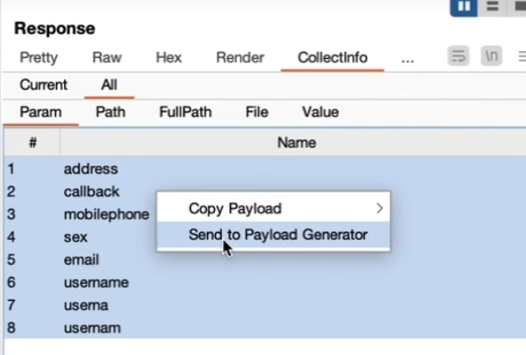 Response
Pretty Raw Hex Render CollectInfo ... \n
Current All
Param Path FullPath File Value
# Name
1 address
2 callback
3 mobilephone
4 sex
5 email
6 username
7 userna
8 usernam
Copy Payload
Send to Payload Generator